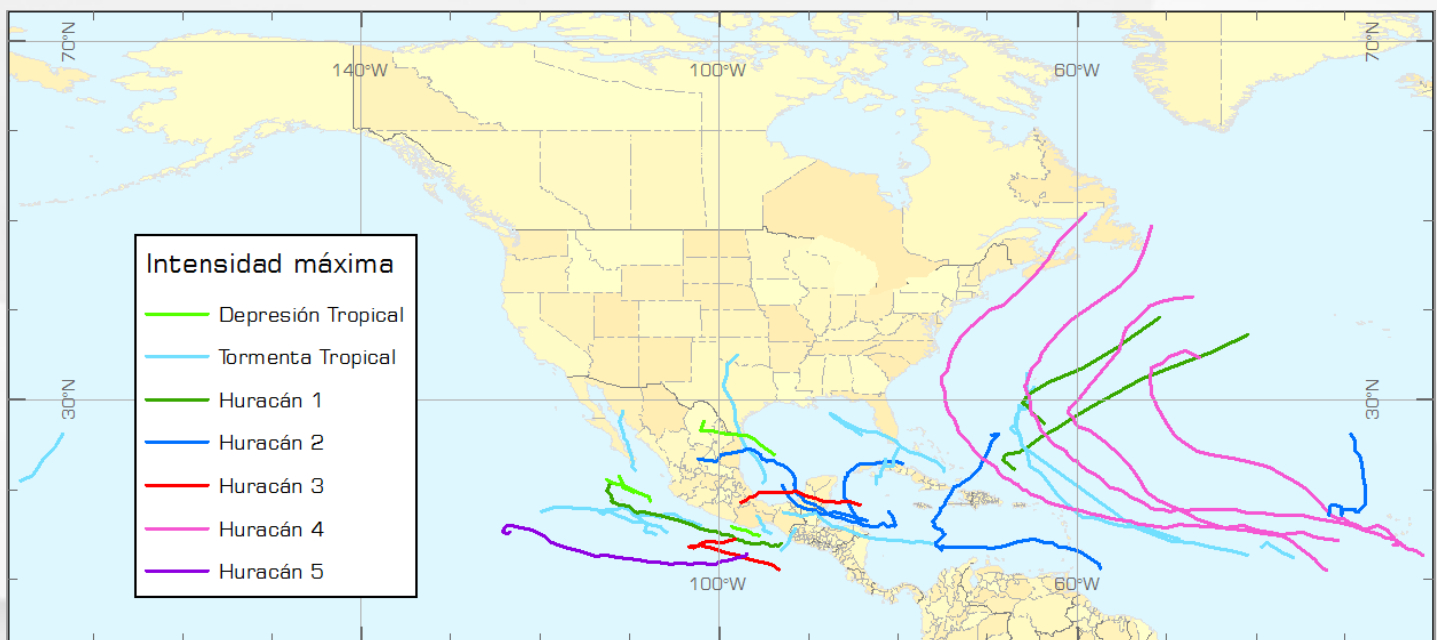 70°N
70°N
140°W
100°W
60°W
Intensidad máxima
Depresión Tropical
Tormenta Tropical
Huracán 1
Huracán 2
Huracán 3
Huracán 4
Huracán 5
30°N
30°N
100°W
60°W